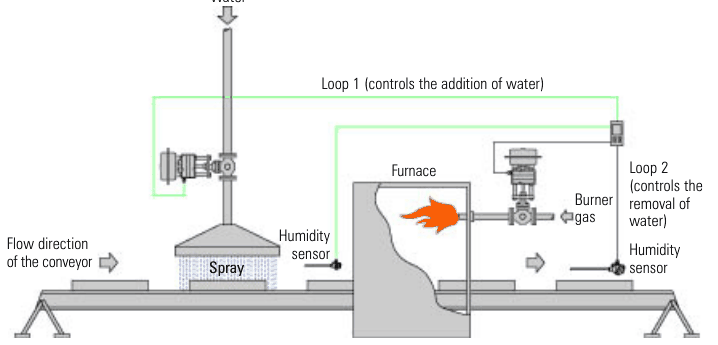 Water
Loop 1 (controls the addition of water)
Furnace
Loop 2
(controls the
removal of
water)
Burner
gas
Flow direction
of the conveyor
Spray
Humidity
sensor
Humidity
sensor